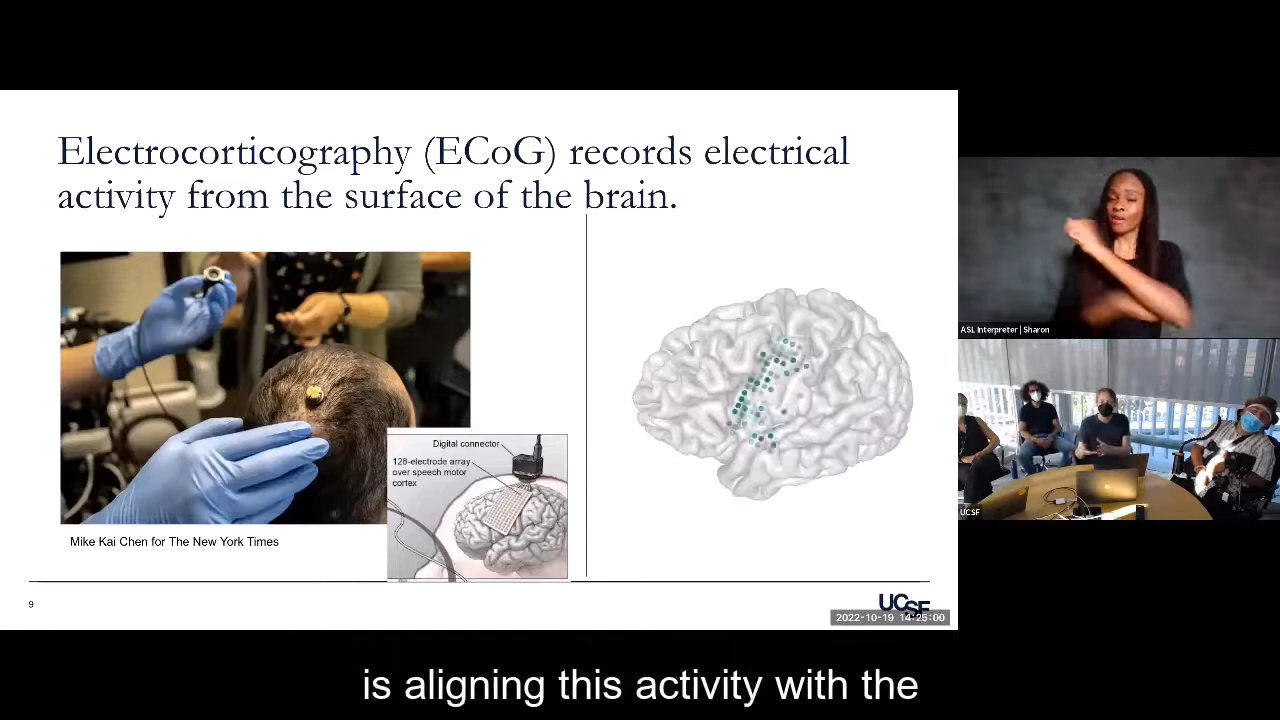 Electrocorticography (ECoG) records electrical
activity from the surface of the brain.
Digital connector
128-electrode array
over speech motor
cortex
Mike Kai Chen for The New York Times
9
UCSF
2022-10-19 14:25:00
ASL Interpreter | Sharon
UCSF
is aligning this activity with the